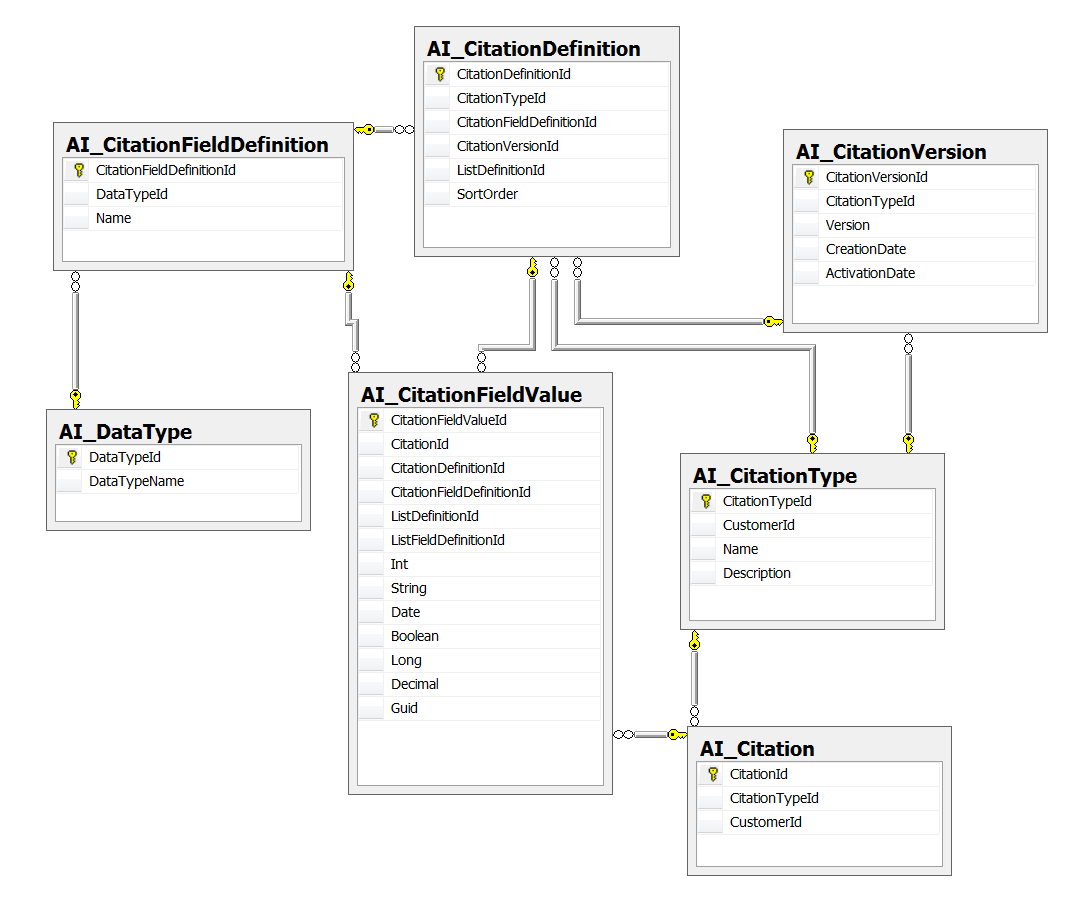 AI_CitationDefinition
CitationDefinitionId
CitationTypeId
CitationFieldDefinitionId
CitationVersionId
ListDefinitionId
SortOrder
AI_CitationFieldDefinition
CitationFieldDefinitionId
DataTypeId
Name
AI_CitationVersion
CitationVersionId
CitationTypeId
Version
CreationDate
ActivationDate
AI_DataType
DataTypeId
DataTypeName
AI_CitationFieldValue
CitationFieldValueId
CitationId
CitationDefinitionId
CitationFieldDefinitionId
ListDefinitionId
ListFieldDefinitionId
Int
String
Date
Boolean
Long
Decimal
Guid
AI_CitationType
CitationTypeId
CustomerId
Name
Description
AI_Citation
CitationId
CitationTypeId
CustomerId